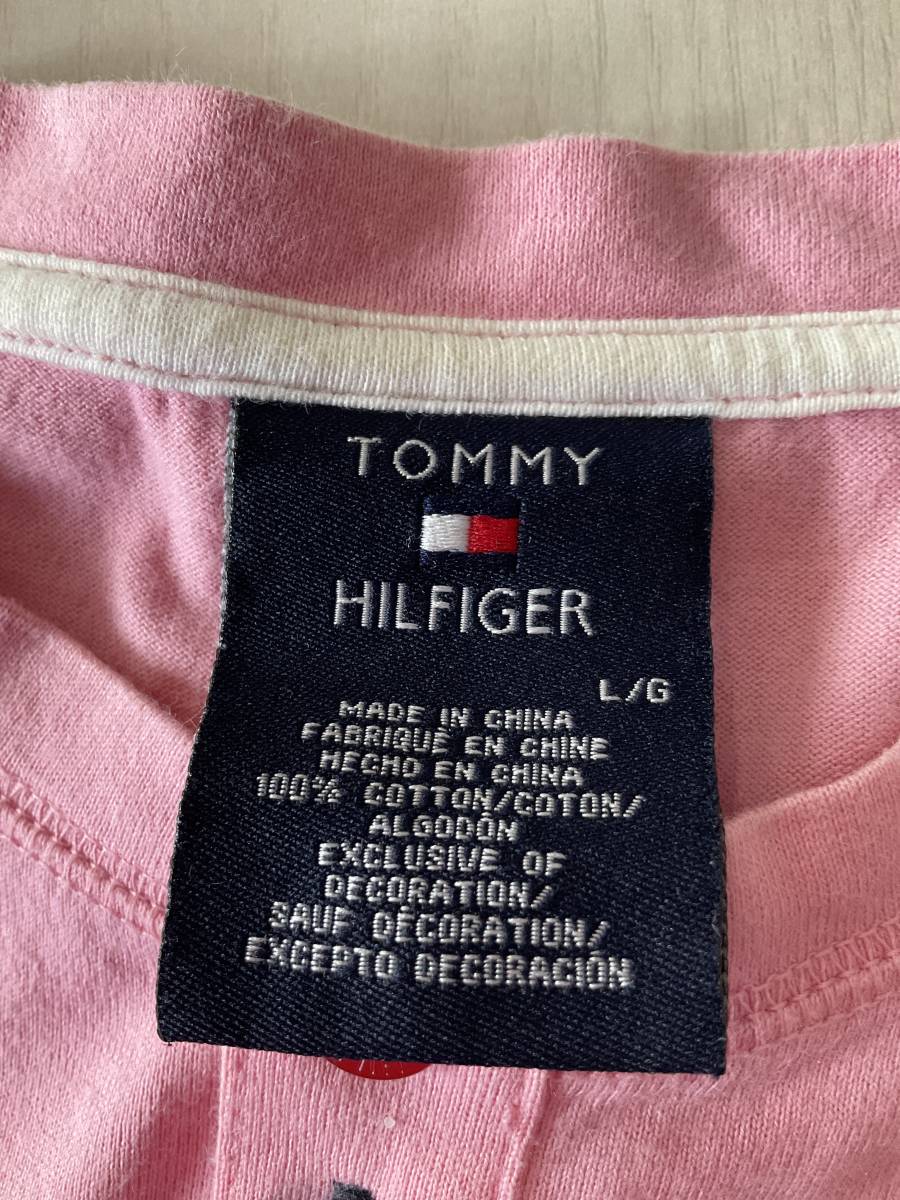 TOMMY
HILFIGER
L/G
MADE IN CHINA
FABRIQUÉ EN CHINE
HECHO EN CHINA
100% COTTON/COTON/
ALGODÓN
EXCLUSIVE OF
DECORATION/
SAUF DÉCORATION/
EXCEPTO DECORACIÓN